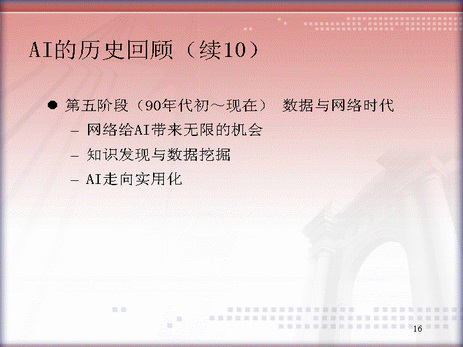 AI的历史回顾（续10）
● 第五阶段（90年代初～现在） 数据与网络时代
– 网络给AI带来无限的机会
– 知识发现与数据挖掘
– AI走向实用化
16